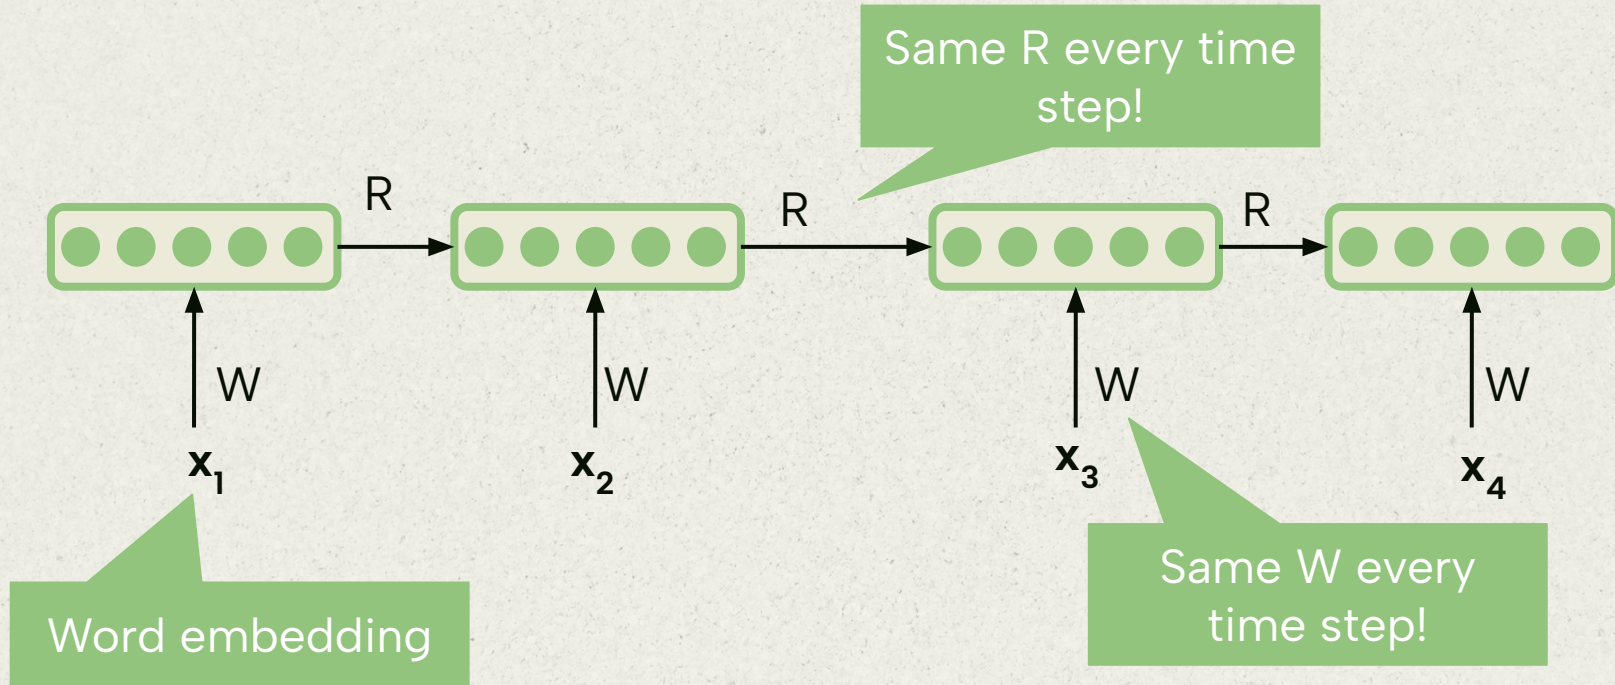 Same R every time
step!
R
R
R
W
W
W
W
x₁
x₂
x₃
x₄
Same W every
time step!
Word embedding